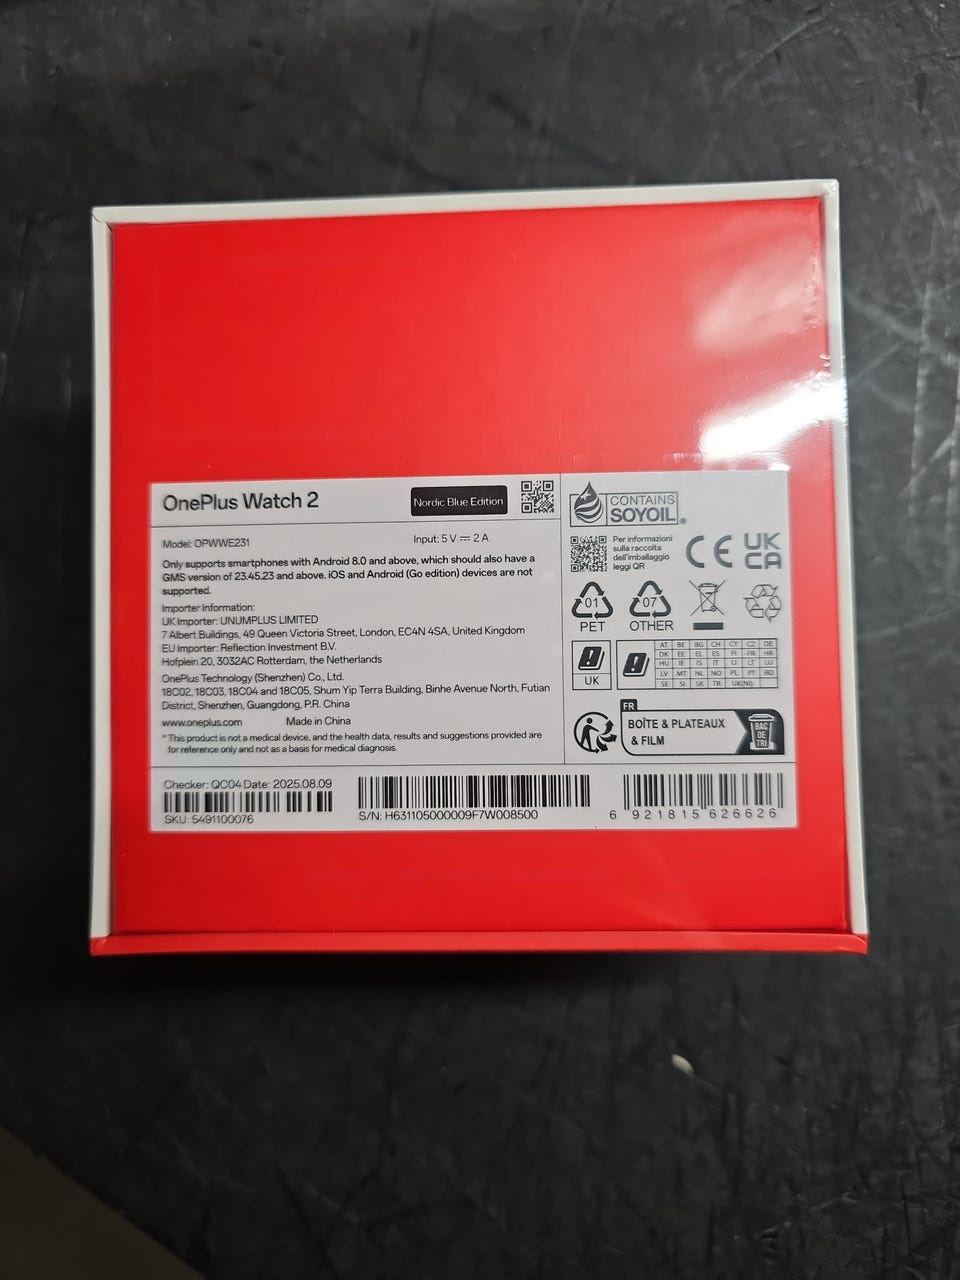 OnePlus Watch 2
Nordic Blue Edition
Model: OPWWE231
Input: 5 V ⎓ 2 A
Only supports smartphones with Android 8.0 and above, which should also have a
GMS version of 23.45.23 and above. iOS and Android (Go edition) devices are not
supported.
Importer Information:
UK Importer: UNUMPLUS LIMITED
7 Albert Buildings, 49 Queen Victoria Street, London, EC4N 4SA, United Kingdom
EU Importer: Reflection Investment B.V.
Hofplein 20, 3032AC Rotterdam, the Netherlands
OnePlus Technology (Shenzhen) Co., Ltd.
18C02, 18C03, 18C04 and 18C05, Shum Yip Terra Building, Binhe Avenue North, Futian
District, Shenzhen, Guangdong, P.R. China
www.oneplus.com Made in China
* This product is not a medical device, and the health data, results and suggestions provided are
for reference only and not as a basis for medical diagnosis.
Checker: QC04 Date: 2025.08.09
SKU: 5491100076
S/N: H631105000009F7W008500
6 921815 626626
CONTAINS
SOYOIL®
Per informazioni
sulla raccolta
dell'imballaggio
leggi QR
CE
UK
CA
01
PET
07
OTHER
UK
AT BE BG CH CY CZ DE
DK EE EL ES FI FR HR
HU IE IS IT LI LT LU
LV MT NL NO PL PT RO
SE SI SK TR UK(NI)
FR
BOÎTE & PLATEAUX
& FILM
BAC
DE
TRI